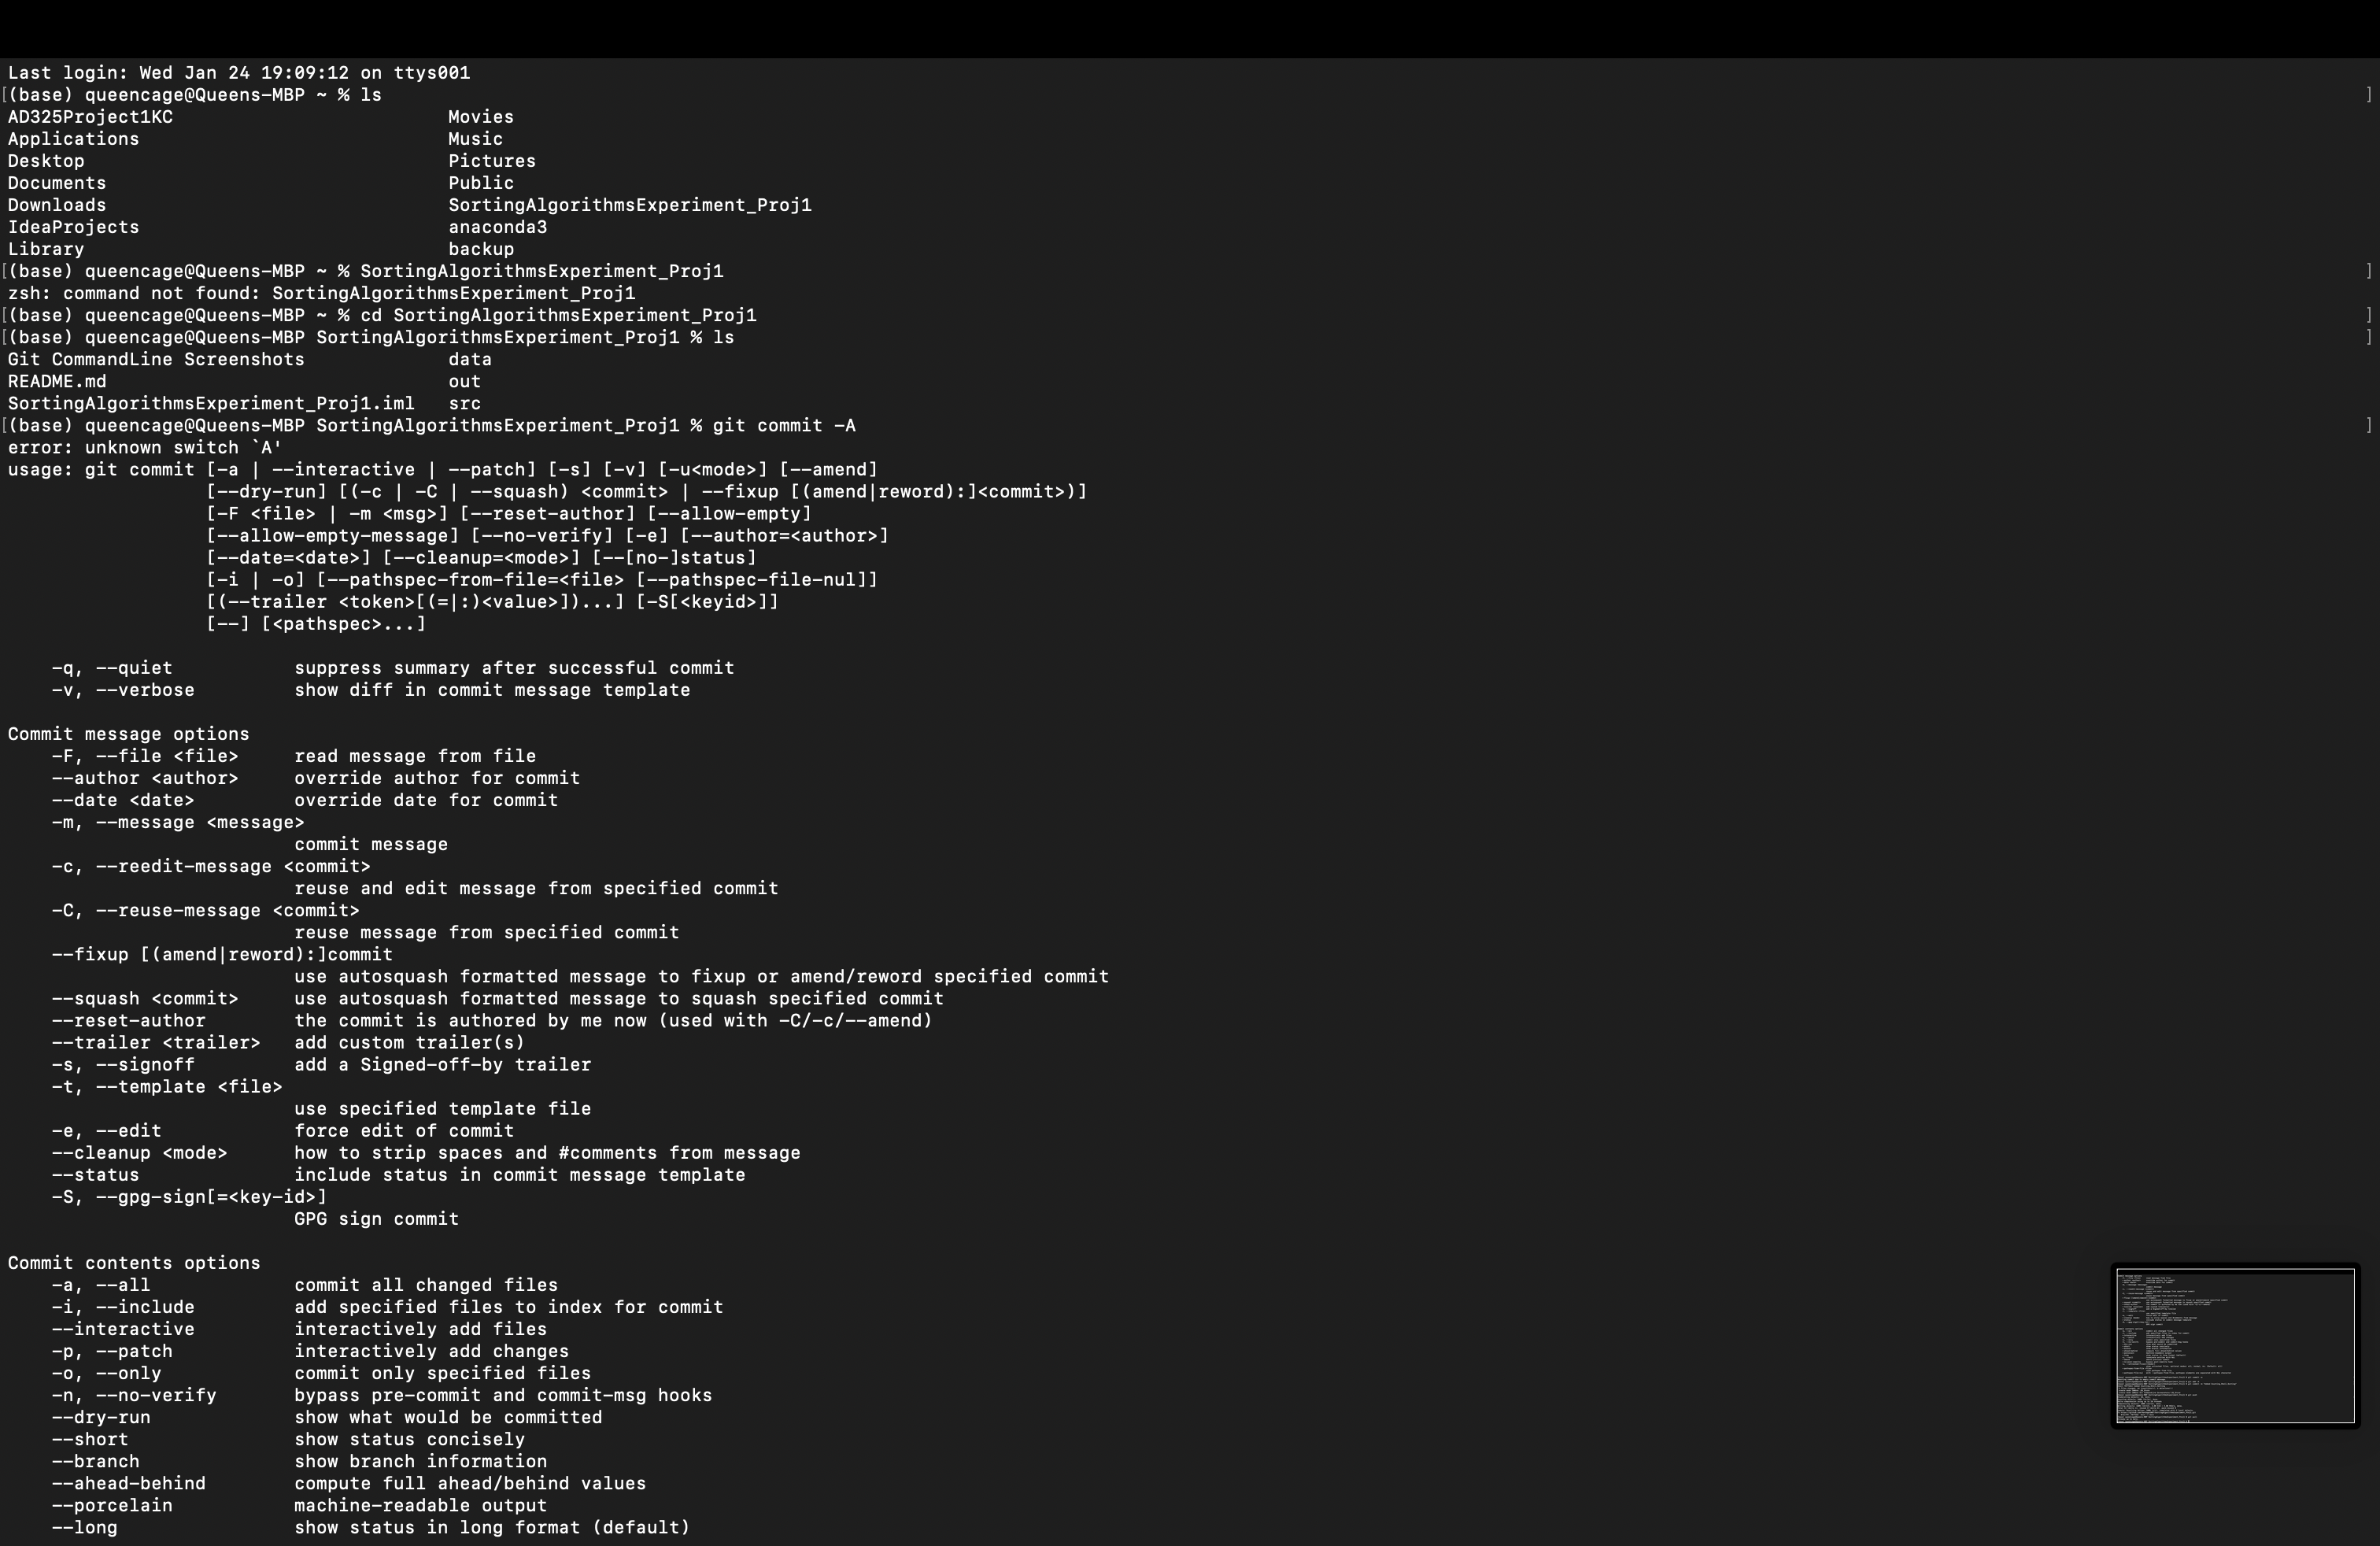 Last login: Wed Jan 24 19:09:12 on ttys001
[(base) queencage@Queens-MBP ~ % ls ]
AD325Project1KC Movies
Applications Music
Desktop Pictures
Documents Public
Downloads SortingAlgorithmsExperiment_Proj1
IdeaProjects anaconda3
Library backup
[(base) queencage@Queens-MBP ~ % SortingAlgorithmsExperiment_Proj1 ]
zsh: command not found: SortingAlgorithmsExperiment_Proj1
[(base) queencage@Queens-MBP ~ % cd SortingAlgorithmsExperiment_Proj1 ]
[(base) queencage@Queens-MBP SortingAlgorithmsExperiment_Proj1 % ls ]
Git CommandLine Screenshots data
README.md out
SortingAlgorithmsExperiment_Proj1.iml src
[(base) queencage@Queens-MBP SortingAlgorithmsExperiment_Proj1 % git commit -A ]
error: unknown switch `A'
usage: git commit [-a | --interactive | --patch] [-s] [-v] [-u<mode>] [--amend]
[--dry-run] [(-c | -C | --squash) <commit> | --fixup [(amend|reword):]<commit>)]
[-F <file> | -m <msg>] [--reset-author] [--allow-empty]
[--allow-empty-message] [--no-verify] [-e] [--author=<author>]
[--date=<date>] [--cleanup=<mode>] [--[no-]status]
[-i | -o] [--pathspec-from-file=<file> [--pathspec-file-nul]]
[(--trailer <token>[(=|:)<value>])...] [-S[<keyid>]]
[--] [<pathspec>...]
-q, --quiet suppress summary after successful commit
-v, --verbose show diff in commit message template
Commit message options
-F, --file <file> read message from file
--author <author> override author for commit
--date <date> override date for commit
-m, --message <message>
commit message
-c, --reedit-message <commit>
reuse and edit message from specified commit
-C, --reuse-message <commit>
reuse message from specified commit
--fixup [(amend|reword):]commit
use autosquash formatted message to fixup or amend/reword specified commit
--squash <commit> use autosquash formatted message to squash specified commit
--reset-author the commit is authored by me now (used with -C/-c/--amend)
--trailer <trailer> add custom trailer(s)
-s, --signoff add a Signed-off-by trailer
-t, --template <file>
use specified template file
-e, --edit force edit of commit
--cleanup <mode> how to strip spaces and #comments from message
--status include status in commit message template
-S, --gpg-sign[=<key-id>]
GPG sign commit
Commit contents options
-a, --all commit all changed files
-i, --include add specified files to index for commit
--interactive interactively add files
-p, --patch interactively add changes
-o, --only commit only specified files
-n, --no-verify bypass pre-commit and commit-msg hooks
--dry-run show what would be committed
--short show status concisely
--branch show branch information
--ahead-behind compute full ahead/behind values
--porcelain machine-readable output
--long show status in long format (default)